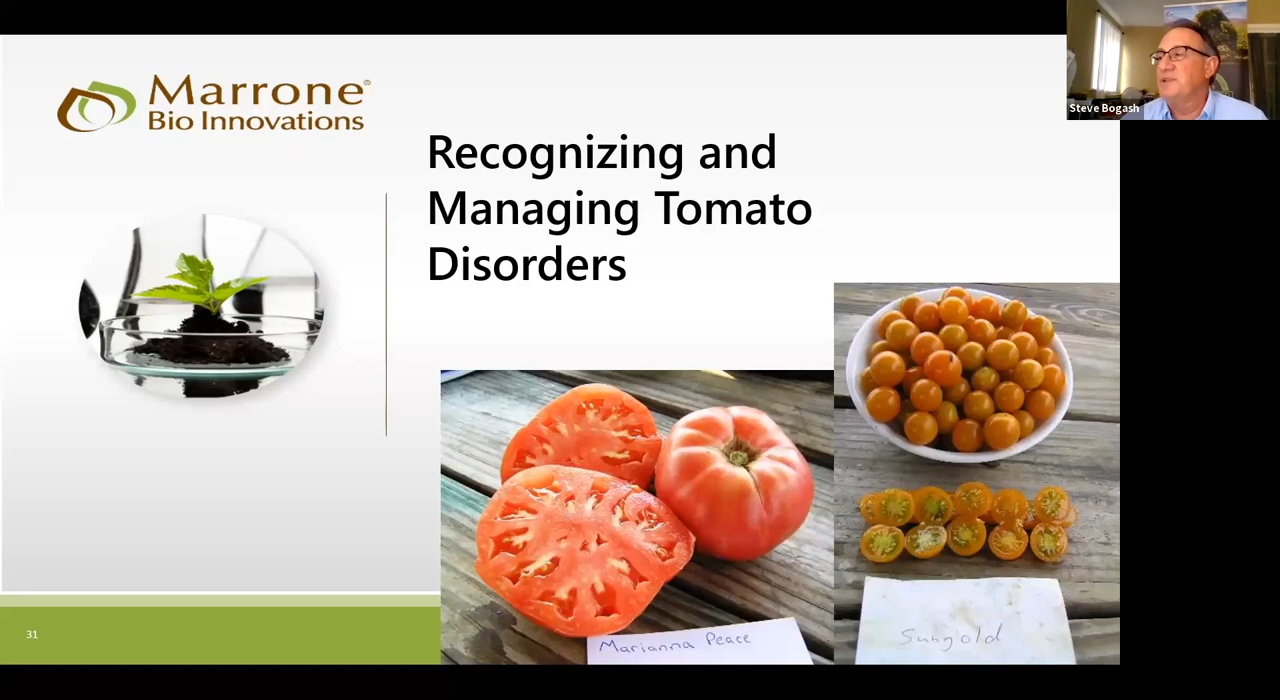 Marrone®
Bio Innovations
Steve Bogash
Recognizing and
Managing Tomato
Disorders
Marianna Peace
Sungold
31